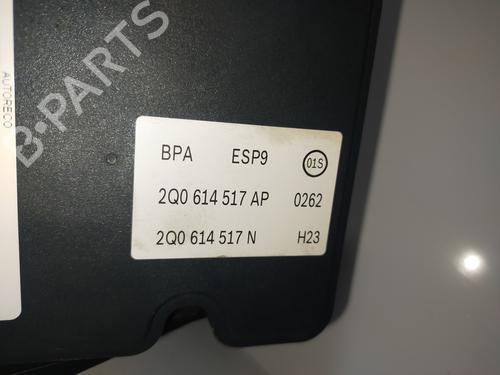 BPA ESP9 01S
2Q0 614 517 AP 0262
2Q0 614 517 N H23
AUTORECO
B-PARTS